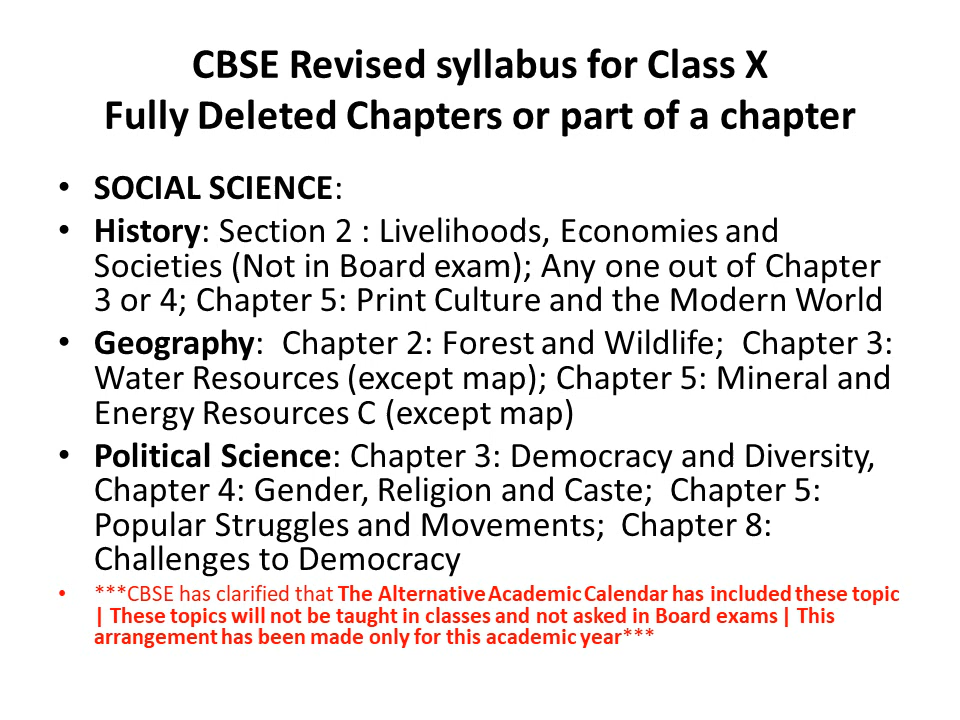 CBSE Revised syllabus for Class X
Fully Deleted Chapters or part of a chapter
• SOCIAL SCIENCE:
• History: Section 2 : Livelihoods, Economies and
Societies (Not in Board exam); Any one out of Chapter
3 or 4; Chapter 5: Print Culture and the Modern World
• Geography:  Chapter 2: Forest and Wildlife;  Chapter 3:
Water Resources (except map); Chapter 5: Mineral and
Energy Resources C (except map)
• Political Science: Chapter 3: Democracy and Diversity,
Chapter 4: Gender, Religion and Caste;  Chapter 5:
Popular Struggles and Movements;  Chapter 8:
Challenges to Democracy
• ***CBSE has clarified that The Alternative Academic Calendar has included these topic
| These topics will not be taught in classes and not asked in Board exams | This
arrangement has been made only for this academic year***